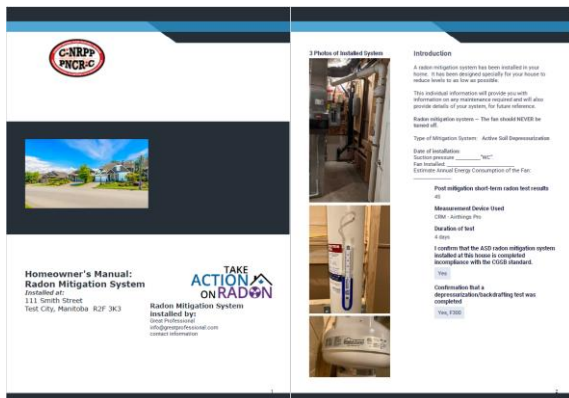 C-NRPP
PNCR-C
Homeowner's Manual:
Radon Mitigation System
Installed at:
111 Smith Street
Test City, Manitoba R2F 3K3
TAKE
ACTION
ON RADON
Radon Mitigation System
installed by:
Great Professional
info@greatprofessional.com
contact information
1
3 Photos of Installed System
Introduction
A radon mitigation system has been installed in your
home. It has been designed specially for your house to
reduce levels to as low as possible.
This individual information will provide you with
information on any maintenance required and will also
provide details of your system, for future reference.
Radon mitigation system – The fan should NEVER be
turned off.
Type of Mitigation System: Active Soil Depressurization
Date of installation:
Suction pressure ________"WC"
Fan Installed: ____________________
Estimate Annual Energy Consumption of the Fan:
__________
Post mitigation short-term radon test results
40
Measurement Device Used
CRM - Airthings Pro
Duration of test
4 days
I confirm that the ASD radon mitigation system
installed at this house is completed
incompliance with the CGSB standard.
Yes
Confirmation that a
depressurization/backdrafting test was
completed
Yes, F300
2